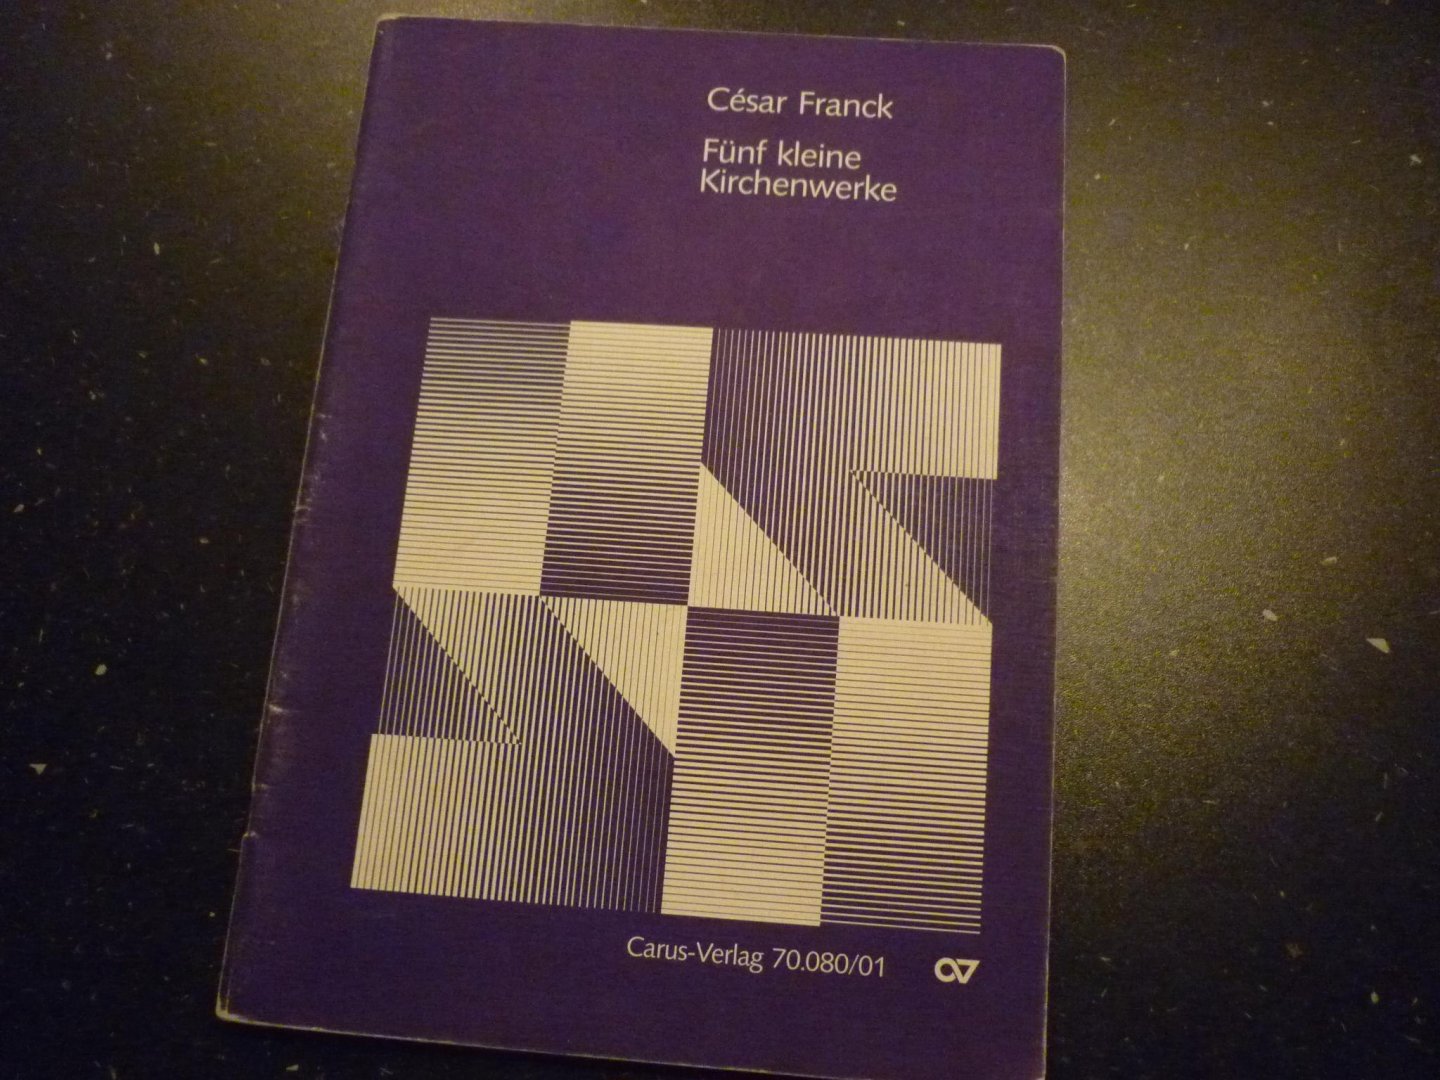 César Franck
Fünf kleine
Kirchenwerke
Carus-Verlag 70.080/01